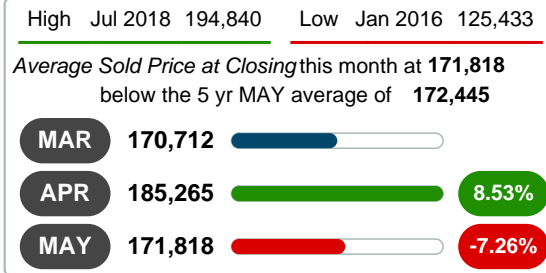 High Jul 2018 194,840 Low Jan 2016 125,433
Average Sold Price at Closing this month at 171,818
below the 5 yr MAY average of 172,445
MAR 170,712
APR 185,265 8.53%
MAY 171,818 -7.26%